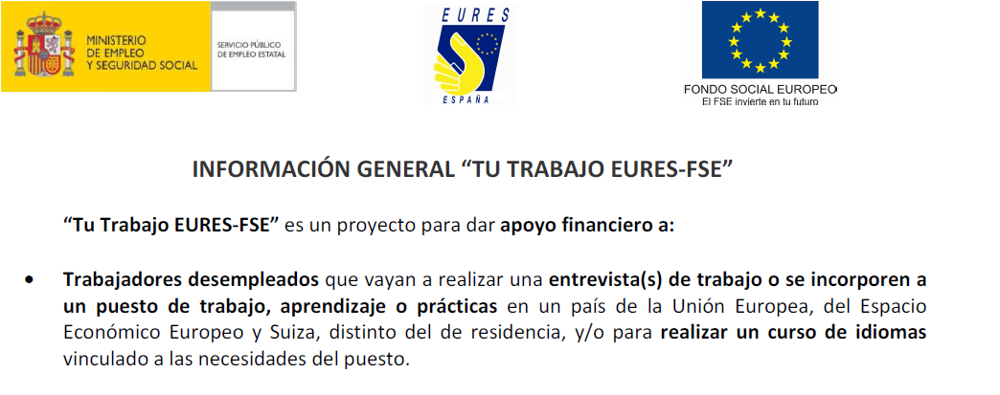 MINISTERIO
DE EMPLEO
Y SEGURIDAD SOCIAL
SERVICIO PÚBLICO
DE EMPLEO ESTATAL
EURES
ESPAÑA
FONDO SOCIAL EUROPEO
El FSE invierte en tu futuro
INFORMACIÓN GENERAL “TU TRABAJO EURES-FSE”
“Tu Trabajo EURES-FSE” es un proyecto para dar apoyo financiero a:
• Trabajadores desempleados que vayan a realizar una entrevista(s) de trabajo o se incorporen a
un puesto de trabajo, aprendizaje o prácticas en un país de la Unión Europea, del Espacio
Económico Europeo y Suiza, distinto del de residencia, y/o para realizar un curso de idiomas
vinculado a las necesidades del puesto.